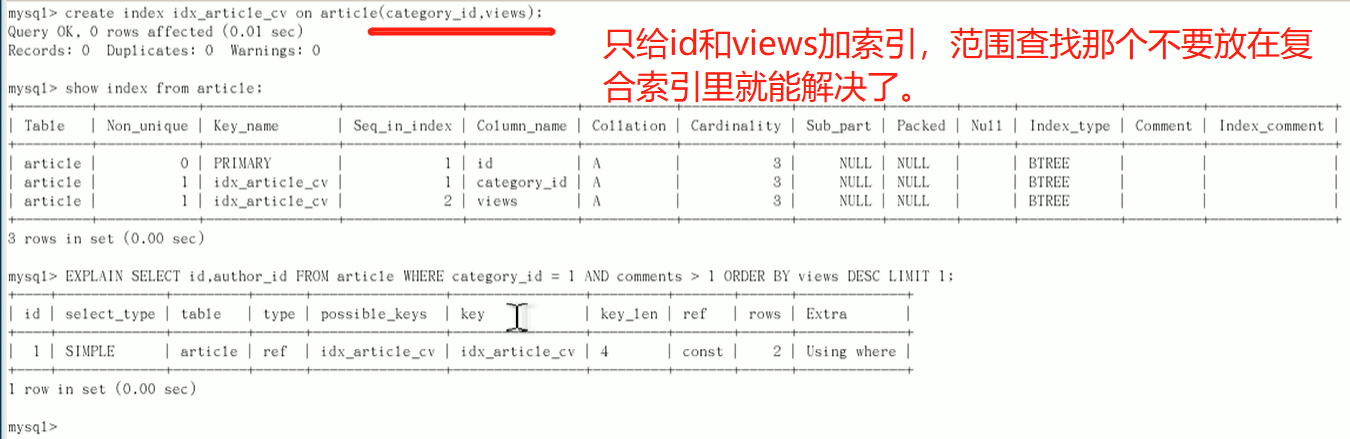 mysql> create index idx_article_cv on article(category_id,views);
Query OK, 0 rows affected (0.01 sec)
Records: 0  Duplicates: 0  Warnings: 0
只给id和views加索引，范围查找那个不要放在复
合索引里就能解决了。
mysql> show index from article;
| Table | Non_unique | Key_name | Seq_in_index | Column_name | Collation | Cardinality | Sub_part | Packed | Null | Index_type | Comment | Index_comment |
| article | 0 | PRIMARY | 1 | id | A | 3 | NULL | NULL | | BTREE | | |
| article | 1 | idx_article_cv | 1 | category_id | A | 3 | NULL | NULL | | BTREE | | |
| article | 1 | idx_article_cv | 2 | views | A | 3 | NULL | NULL | | BTREE | | |
3 rows in set (0.00 sec)
mysql> EXPLAIN SELECT id,author_id FROM article WHERE category_id = 1 AND comments > 1 ORDER BY views DESC LIMIT 1;
| id | select_type | table | type | possible_keys | key | key_len | ref | rows | Extra |
| 1 | SIMPLE | article | ref | idx_article_cv | idx_article_cv | 4 | const | 2 | Using where |
1 row in set (0.00 sec)
mysql>